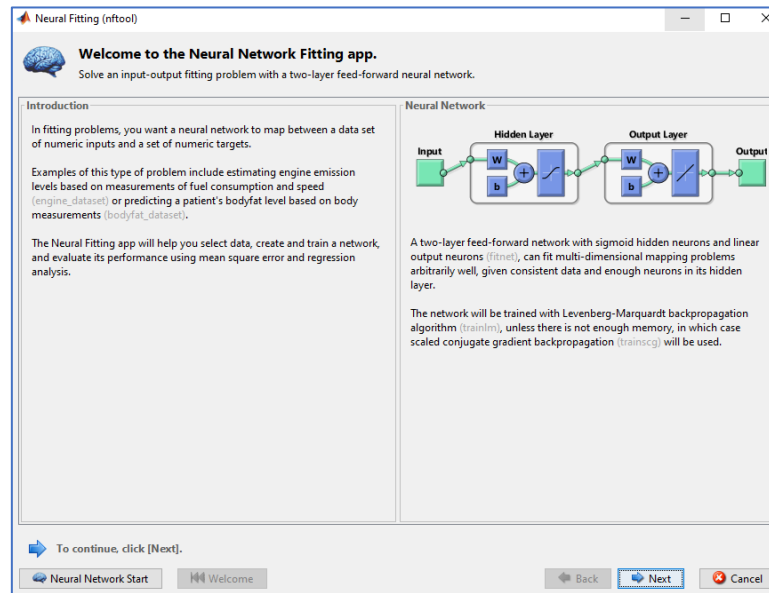 Neural Fitting (nftool)
Welcome to the Neural Network Fitting app.
Solve an input-output fitting problem with a two-layer feed-forward neural network.
Introduction
In fitting problems, you want a neural network to map between a data set
of numeric inputs and a set of numeric targets.
Examples of this type of problem include estimating engine emission
levels based on measurements of fuel consumption and speed
(engine_dataset) or predicting a patient's bodyfat level based on body
measurements (bodyfat_dataset).
The Neural Fitting app will help you select data, create and train a network,
and evaluate its performance using mean square error and regression
analysis.
Neural Network
Hidden Layer
Output Layer
Input
Output
W
b
W
b
A two-layer feed-forward network with sigmoid hidden neurons and linear
output neurons (fitnet), can fit multi-dimensional mapping problems
arbitrarily well, given consistent data and enough neurons in its hidden
layer.
The network will be trained with Levenberg-Marquardt backpropagation
algorithm (trainlm), unless there is not enough memory, in which case
scaled conjugate gradient backpropagation (trainscg) will be used.
To continue, click [Next].
Neural Network Start
Welcome
Back
Next
Cancel